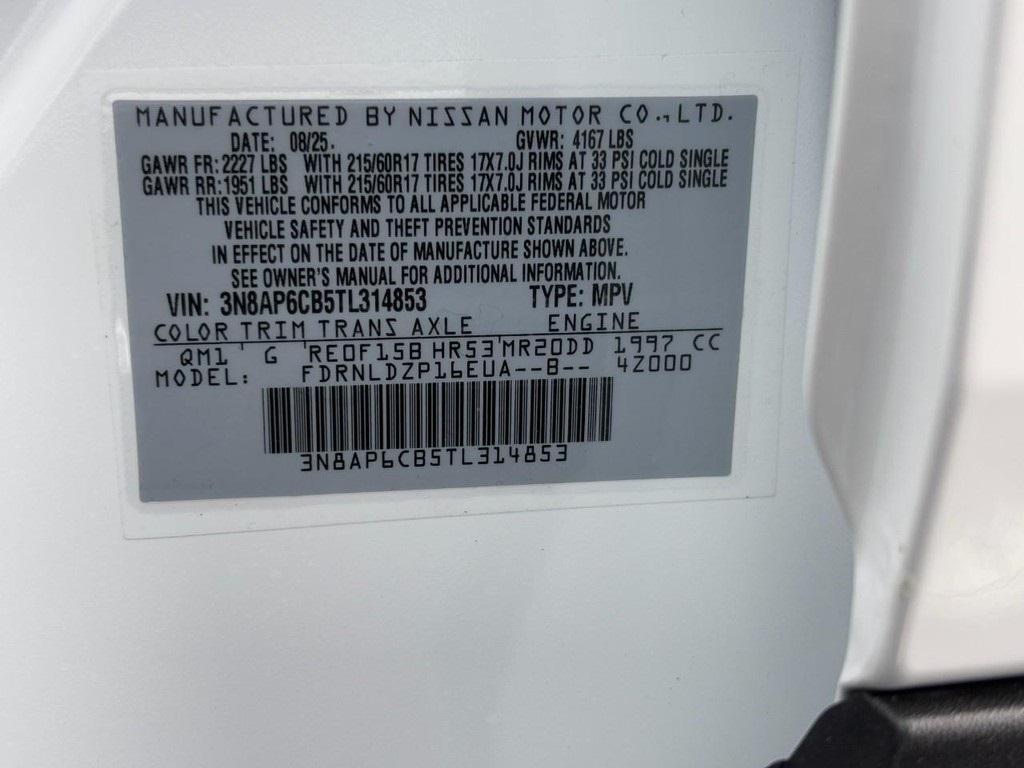 MANUFACTURED BY NISSAN MOTOR CO., LTD.
DATE: 08/25. GVWR: 4167 LBS
GAWR FR: 2227 LBS WITH 215/60R17 TIRES 17X7.0J RIMS AT 33 PSI COLD SINGLE
GAWR RR: 1951 LBS WITH 215/60R17 TIRES 17X7.0J RIMS AT 33 PSI COLD SINGLE
THIS VEHICLE CONFORMS TO ALL APPLICABLE FEDERAL MOTOR
VEHICLE SAFETY AND THEFT PREVENTION STANDARDS
IN EFFECT ON THE DATE OF MANUFACTURE SHOWN ABOVE.
SEE OWNER'S MANUAL FOR ADDITIONAL INFORMATION.
VIN: 3N8AP6CB5TL314853 TYPE: MPV
COLOR TRIM TRANS AXLE ENGINE
QM1 G RE0F15B HR53 MR20DD 1997 CC
MODEL: FDRNLDZP16EUA--B-- 4Z000
3N8AP6CB5TL314853